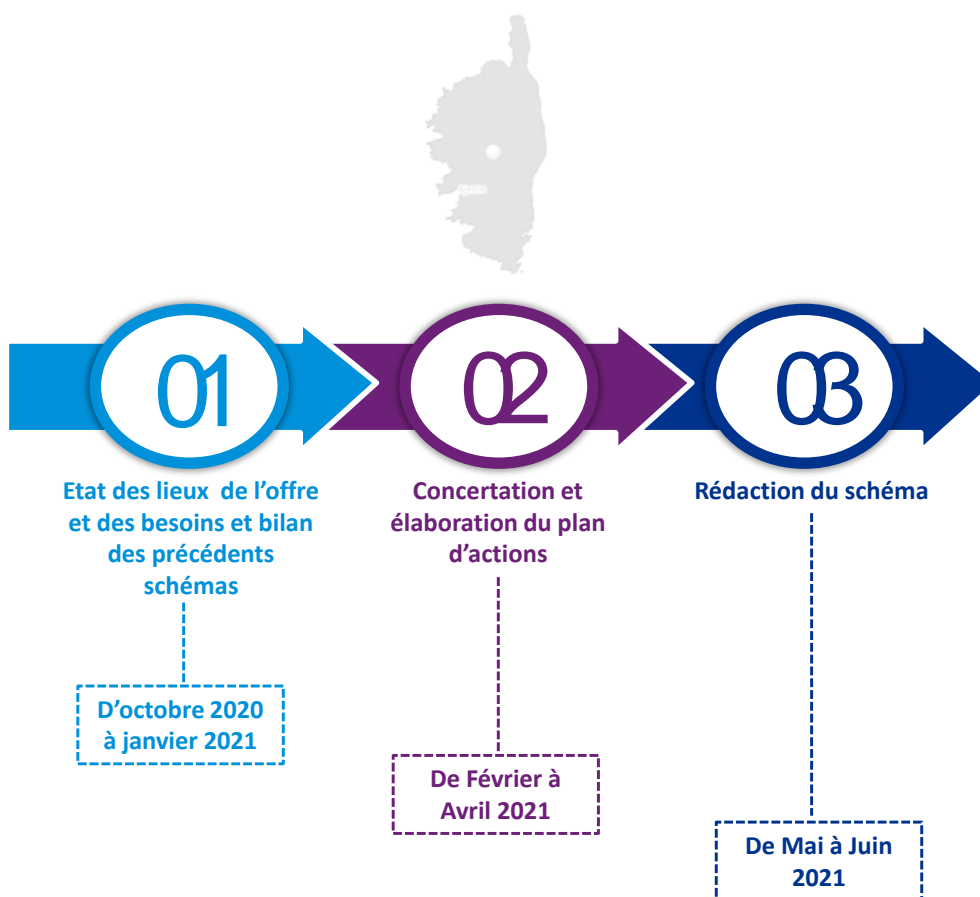 01
02
03
Etat des lieux de l'offre
et des besoins et bilan
des précédents
schémas
Concertation et
élaboration du plan
d'actions
Rédaction du schéma
D'octobre 2020
à janvier 2021
De Février à
Avril 2021
De Mai à Juin
2021